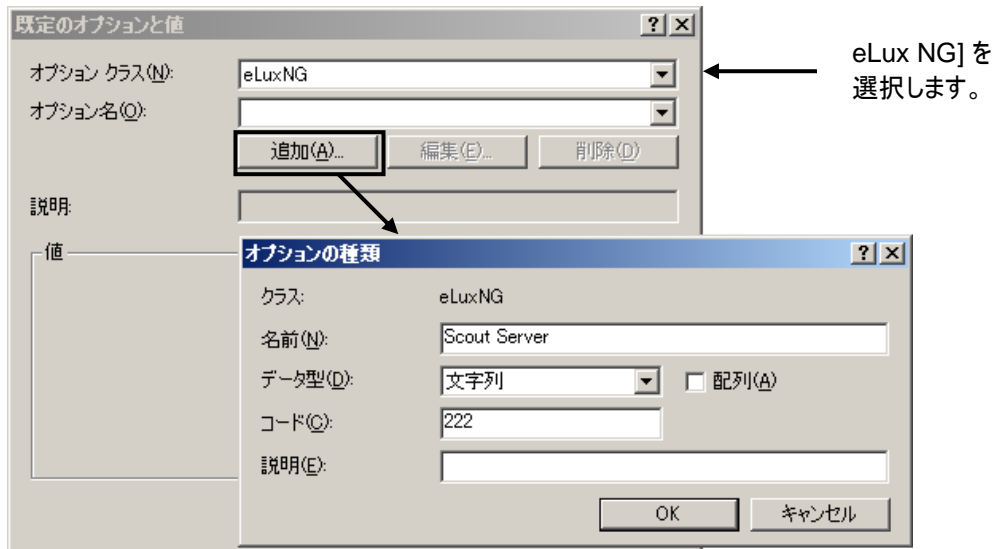 既定のオプションと値
オプション クラス(N):
eLuxNG
eLux NG] を
選択します。
オプション名(O):
追加(A)...
編集(E)...
削除(D)
説明:
値
オプションの種類
クラス:
eLuxNG
名前(N):
Scout Server
データ型(D):
文字列
配列(A)
コード(C):
222
説明(E):
OK
キャンセル